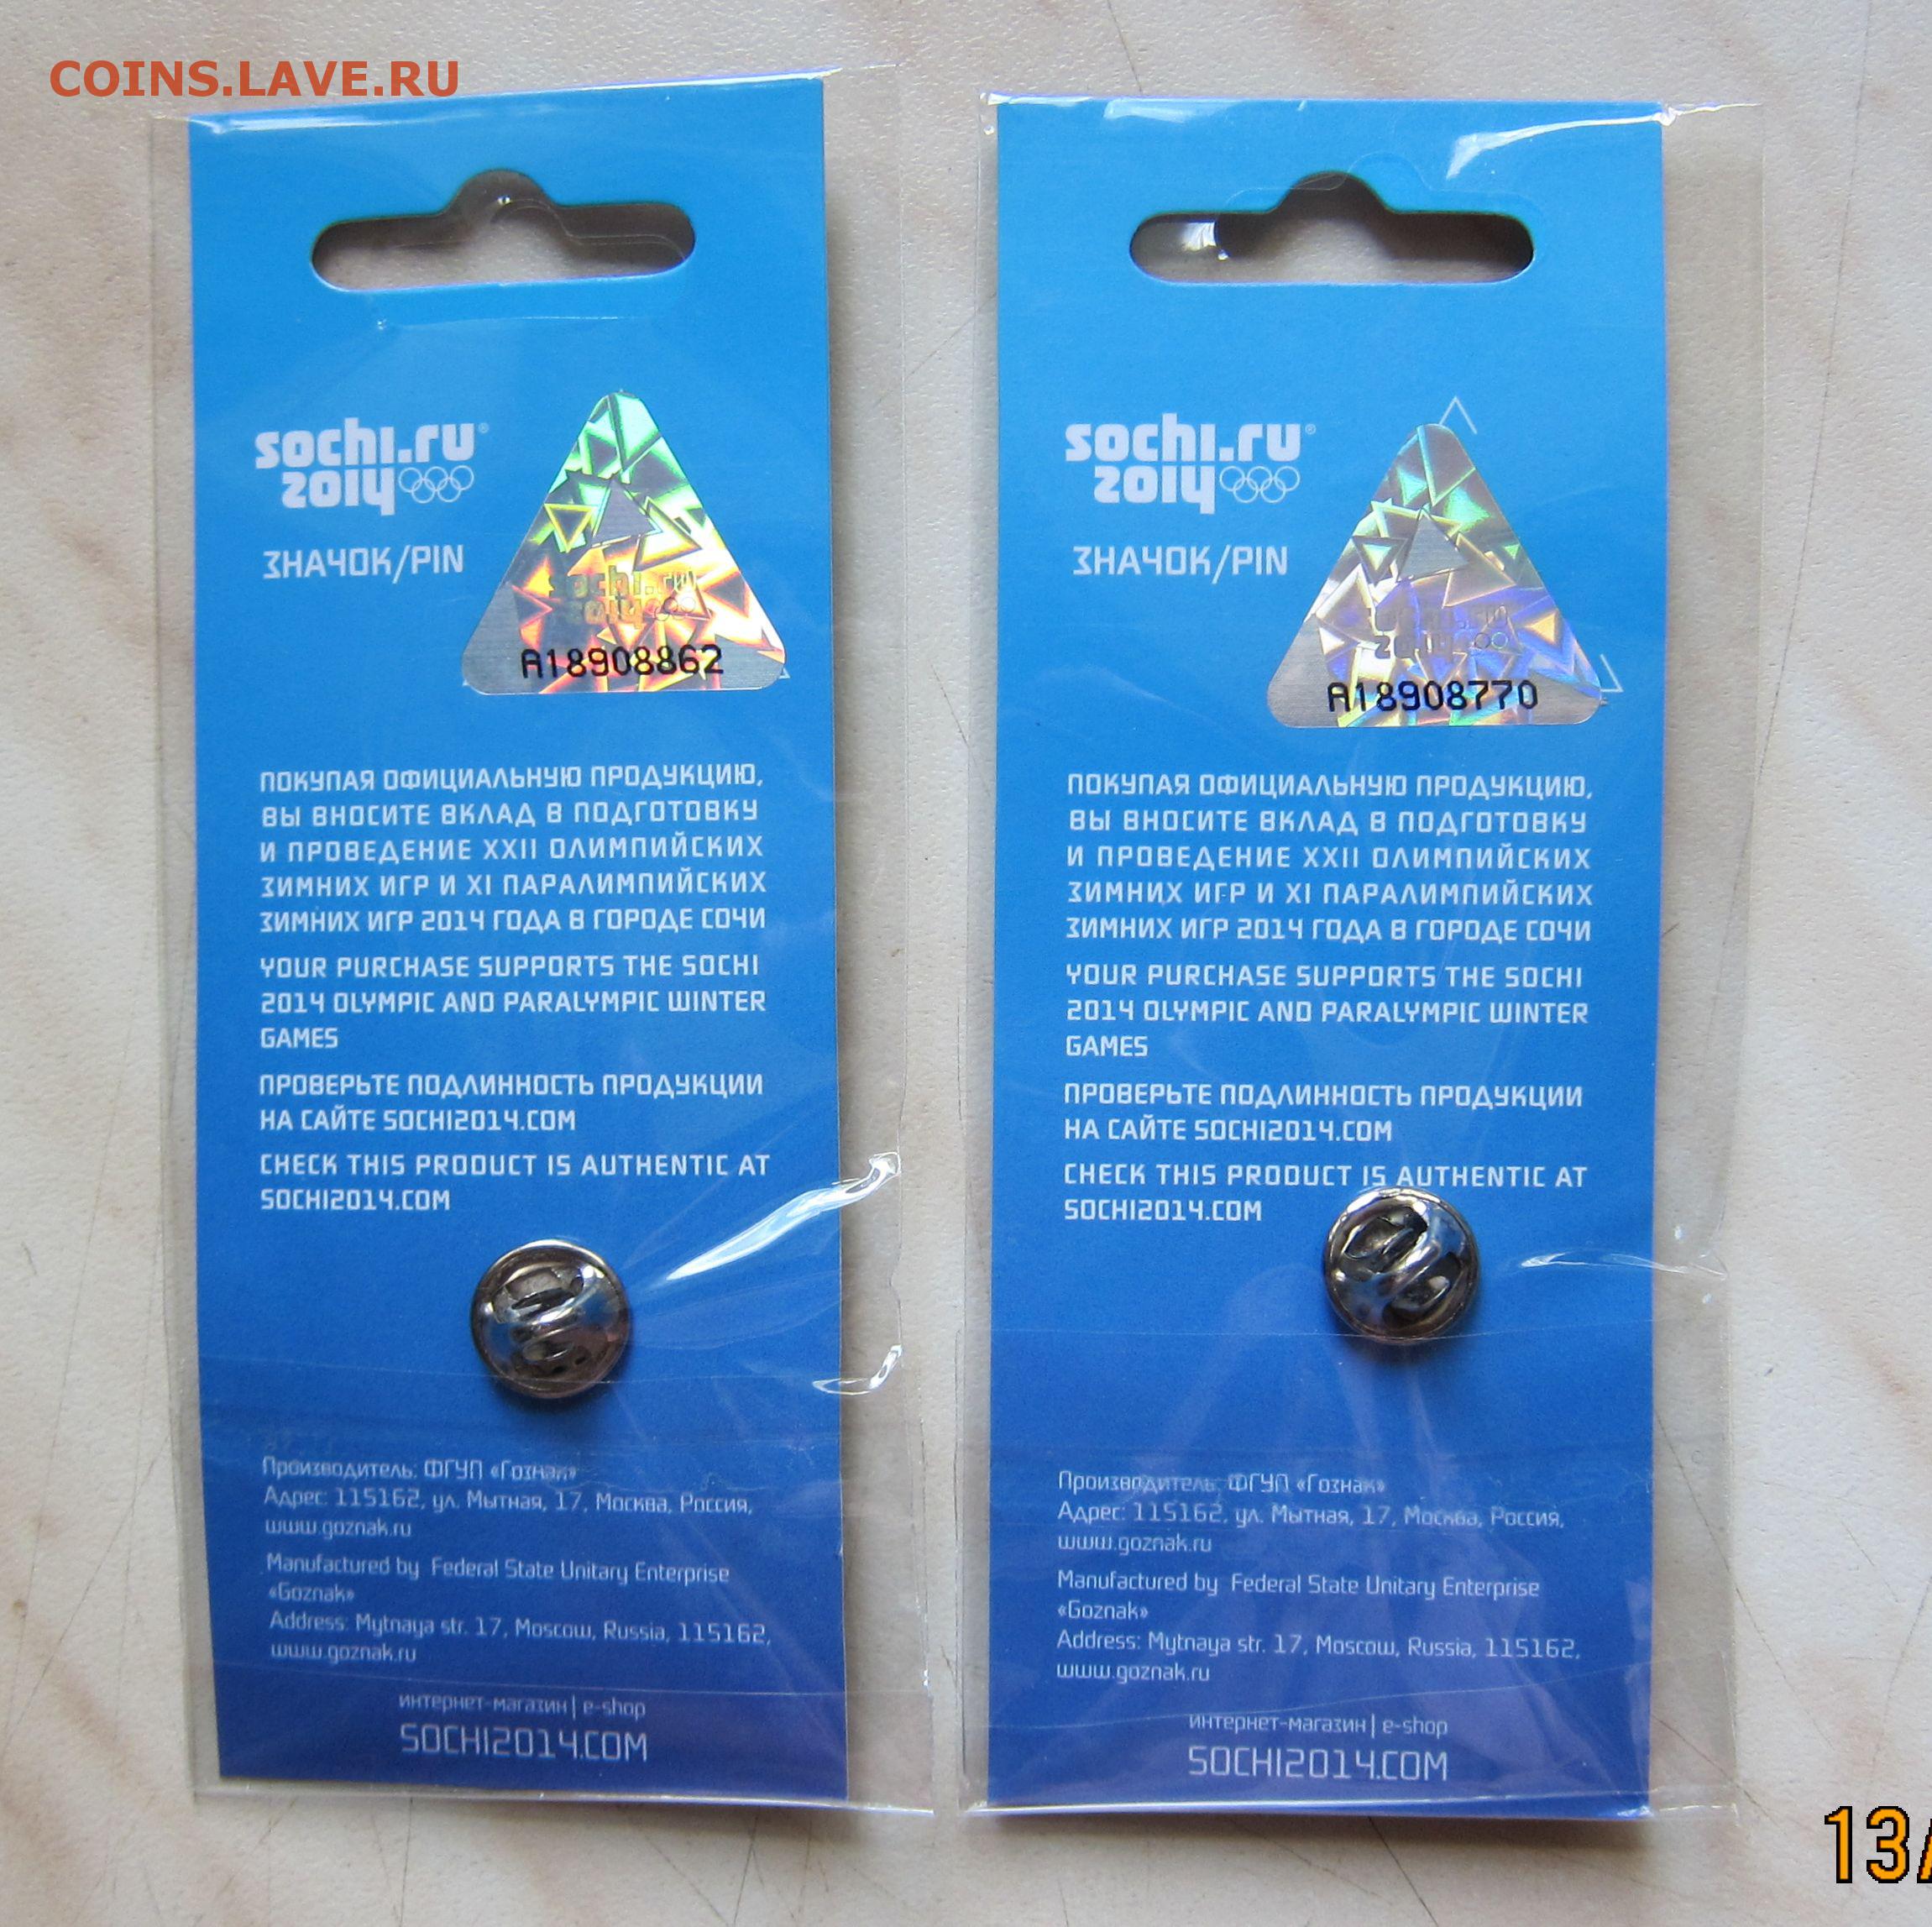 COINS.LAVE.RU
sochi.ru®
2014
ЗНАЧОК/PIN
sochi.ru
2014
A18908862
ПОКУПАЯ ОФИЦИАЛЬНУЮ ПРОДУКЦИЮ,
ВЫ ВНОСИТЕ ВКЛАД В ПОДГОТОВКУ
И ПРОВЕДЕНИЕ XXII ОЛИМПИЙСКИХ
ЗИМНИХ ИГР И XI ПАРАЛИМПИЙСКИХ
ЗИМНИХ ИГР 2014 ГОДА В ГОРОДЕ СОЧИ
YOUR PURCHASE SUPPORTS THE SOCHI
2014 OLYMPIC AND PARALYMPIC WINTER
GAMES
ПРОВЕРЬТЕ ПОДЛИННОСТЬ ПРОДУКЦИИ
НА САЙТЕ SOCHI2014.COM
CHECK THIS PRODUCT IS AUTHENTIC AT
SOCHI2014.COM
Производитель: ФГУП «Гознак»
Адрес: 115162, ул. Мытная, 17, Москва, Россия,
www.goznak.ru
Manufactured by Federal State Unitary Enterprise
«Goznak»
Address: Mytnaya str. 17, Moscow, Russia, 115162,
www.goznak.ru
интернет-магазин | e-shop
SOCHI2014.COM
sochi.ru®
2014
ЗНАЧОК/PIN
sochi.ru
2014
A18908770
ПОКУПАЯ ОФИЦИАЛЬНУЮ ПРОДУКЦИЮ,
ВЫ ВНОСИТЕ ВКЛАД В ПОДГОТОВКУ
И ПРОВЕДЕНИЕ XXII ОЛИМПИЙСКИХ
ЗИМНИХ ИГР И XI ПАРАЛИМПИЙСКИХ
ЗИМНИХ ИГР 2014 ГОДА В ГОРОДЕ СОЧИ
YOUR PURCHASE SUPPORTS THE SOCHI
2014 OLYMPIC AND PARALYMPIC WINTER
GAMES
ПРОВЕРЬТЕ ПОДЛИННОСТЬ ПРОДУКЦИИ
НА САЙТЕ SOCHI2014.COM
CHECK THIS PRODUCT IS AUTHENTIC AT
SOCHI2014.COM
Производитель: ФГУП «Гознак»
Адрес: 115162, ул. Мытная, 17, Москва, Россия,
www.goznak.ru
Manufactured by Federal State Unitary Enterprise
«Goznak»
Address: Mytnaya str. 17, Moscow, Russia, 115162,
www.goznak.ru
интернет-магазин | e-shop
SOCHI2014.COM
13/